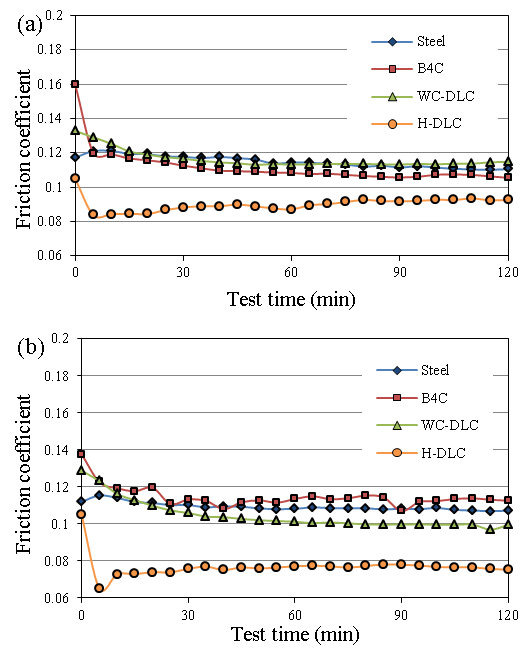 (a)
0.2
0.18
0.16
0.14
0.12
0.1
0.08
0.06
Friction coefficient
0
30
60
90
120
Test time (min)
Steel
B4C
WC-DLC
H-DLC
(b)
0.2
0.18
0.16
0.14
0.12
0.1
0.08
0.06
Friction coefficient
0
30
60
90
120
Test time (min)
Steel
B4C
WC-DLC
H-DLC